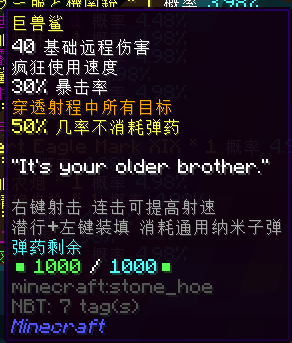 巨兽鲨
40 基础远程伤害
疯狂使用速度
30% 暴击率
穿透射程中所有目标
50% 几率不消耗弹药
"It's your older brother."
右键射击 连击可提高射速
潜行+左键装填 消耗通用纳米子弹
弹药剩余
1000 / 1000
minecraft:stone_hoe
NBT: 7 tag(s)
Minecraft